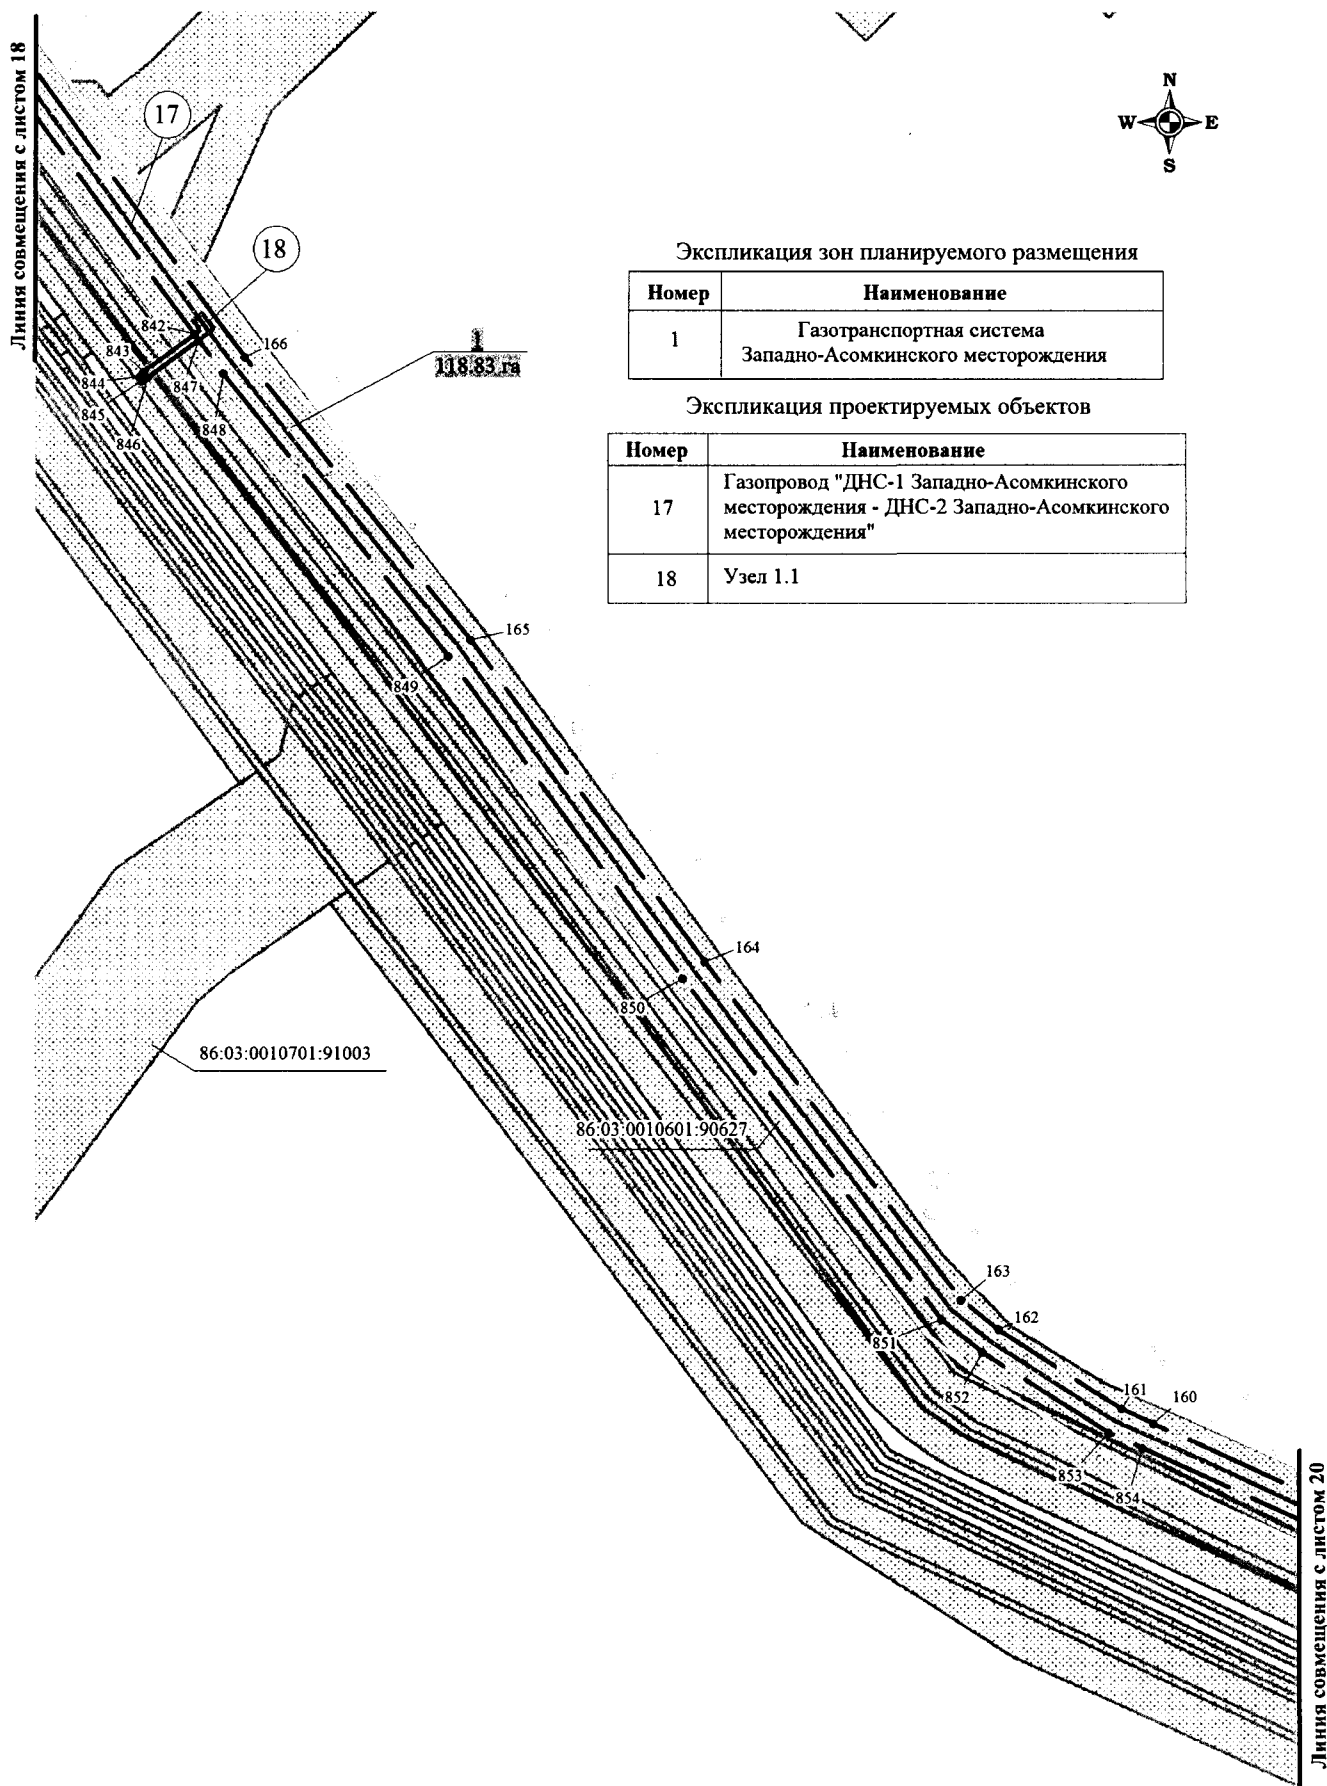 Линия совмещения с листом 18
17
18
N
W E
S
Экспликация зон планируемого размещения
Номер Наименование
1 Газотранспортная система
Западно-Асомкинского месторождения
Экспликация проектируемых объектов
Номер Наименование
17 Газопровод "ДНС-1 Западно-Асомкинского
месторождения - ДНС-2 Западно-Асомкинского
месторождения"
18 Узел 1.1
1
118.83 га
842
166
843
844
847
845
848
846
165
849
164
850
86:03:0010701:91003
86:03:0010601:90627
163
162
851
852
161
160
853
854
Линия совмещения с листом 20